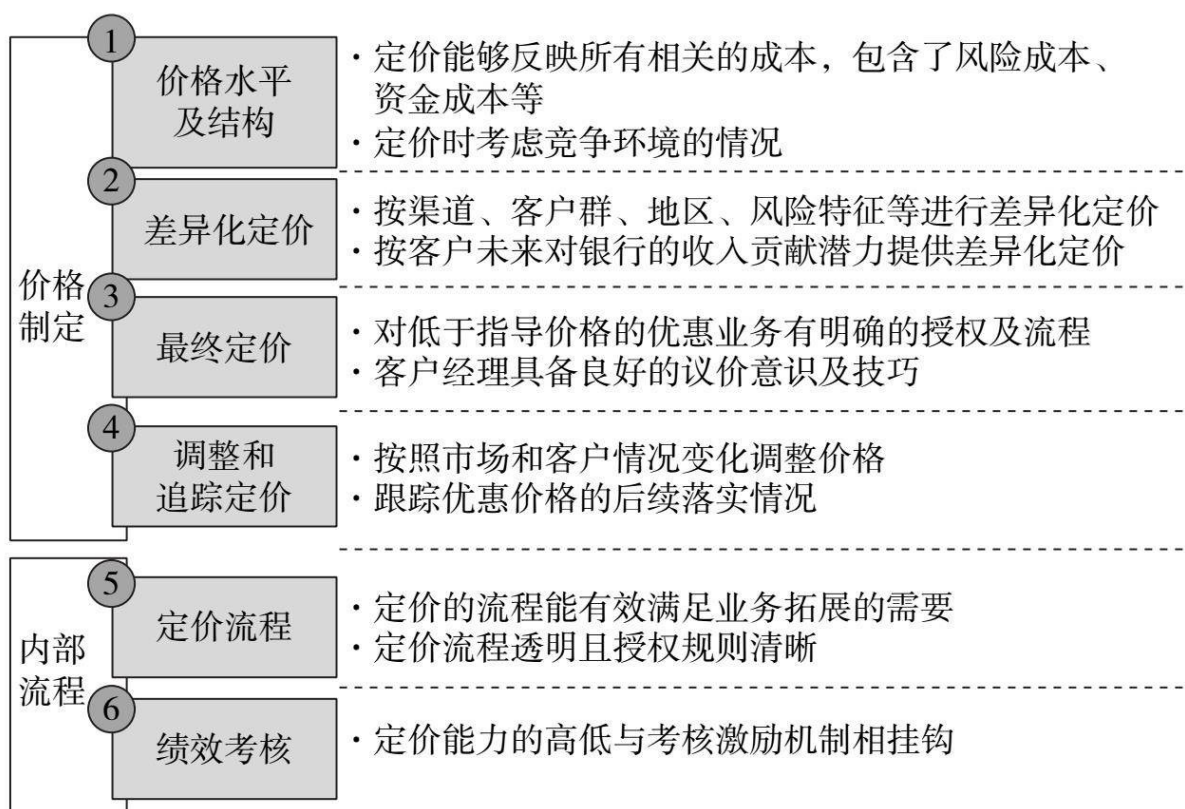 价格
制定
1
价格水平
及结构
·定价能够反映所有相关的成本，包含了风险成本、
资金成本等
·定价时考虑竞争环境的情况
2
差异化定价
·按渠道、客户群、地区、风险特征等进行差异化定价
·按客户未来对银行的收入贡献潜力提供差异化定价
3
最终定价
·对低于指导价格的优惠业务有明确的授权及流程
·客户经理具备良好的议价意识及技巧
4
调整和
追踪定价
·按照市场和客户情况变化调整价格
·跟踪优惠价格的后续落实情况
内部
流程
5
定价流程
·定价的流程能有效满足业务拓展的需要
·定价流程透明且授权规则清晰
6
绩效考核
·定价能力的高低与考核激励机制相挂钩